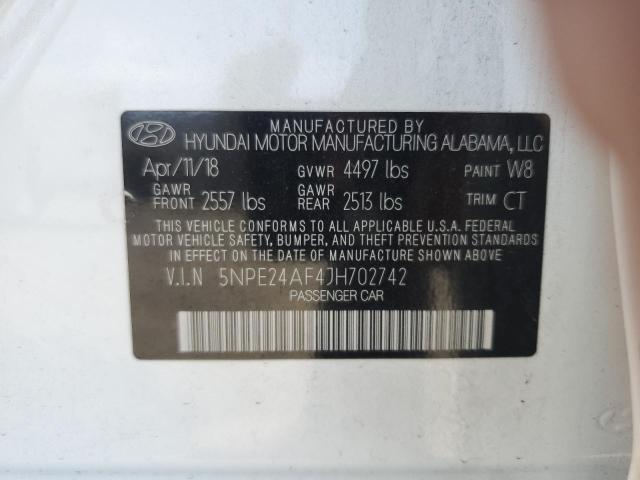 MANUFACTURED BY
HYUNDAI MOTOR MANUFACTURING ALABAMA, LLC
Apr/11/18 GVWR 4497 lbs PAINT W8
GAWR FRONT 2557 lbs GAWR REAR 2513 lbs TRIM CT
THIS VEHICLE CONFORMS TO ALL APPLICABLE U.S.A. FEDERAL
MOTOR VEHICLE SAFETY, BUMPER, AND THEFT PREVENTION STANDARDS
IN EFFECT ON THE DATE OF MANUFACTURE SHOWN ABOVE
V.I.N 5NPE24AF4JH702742
PASSENGER CAR